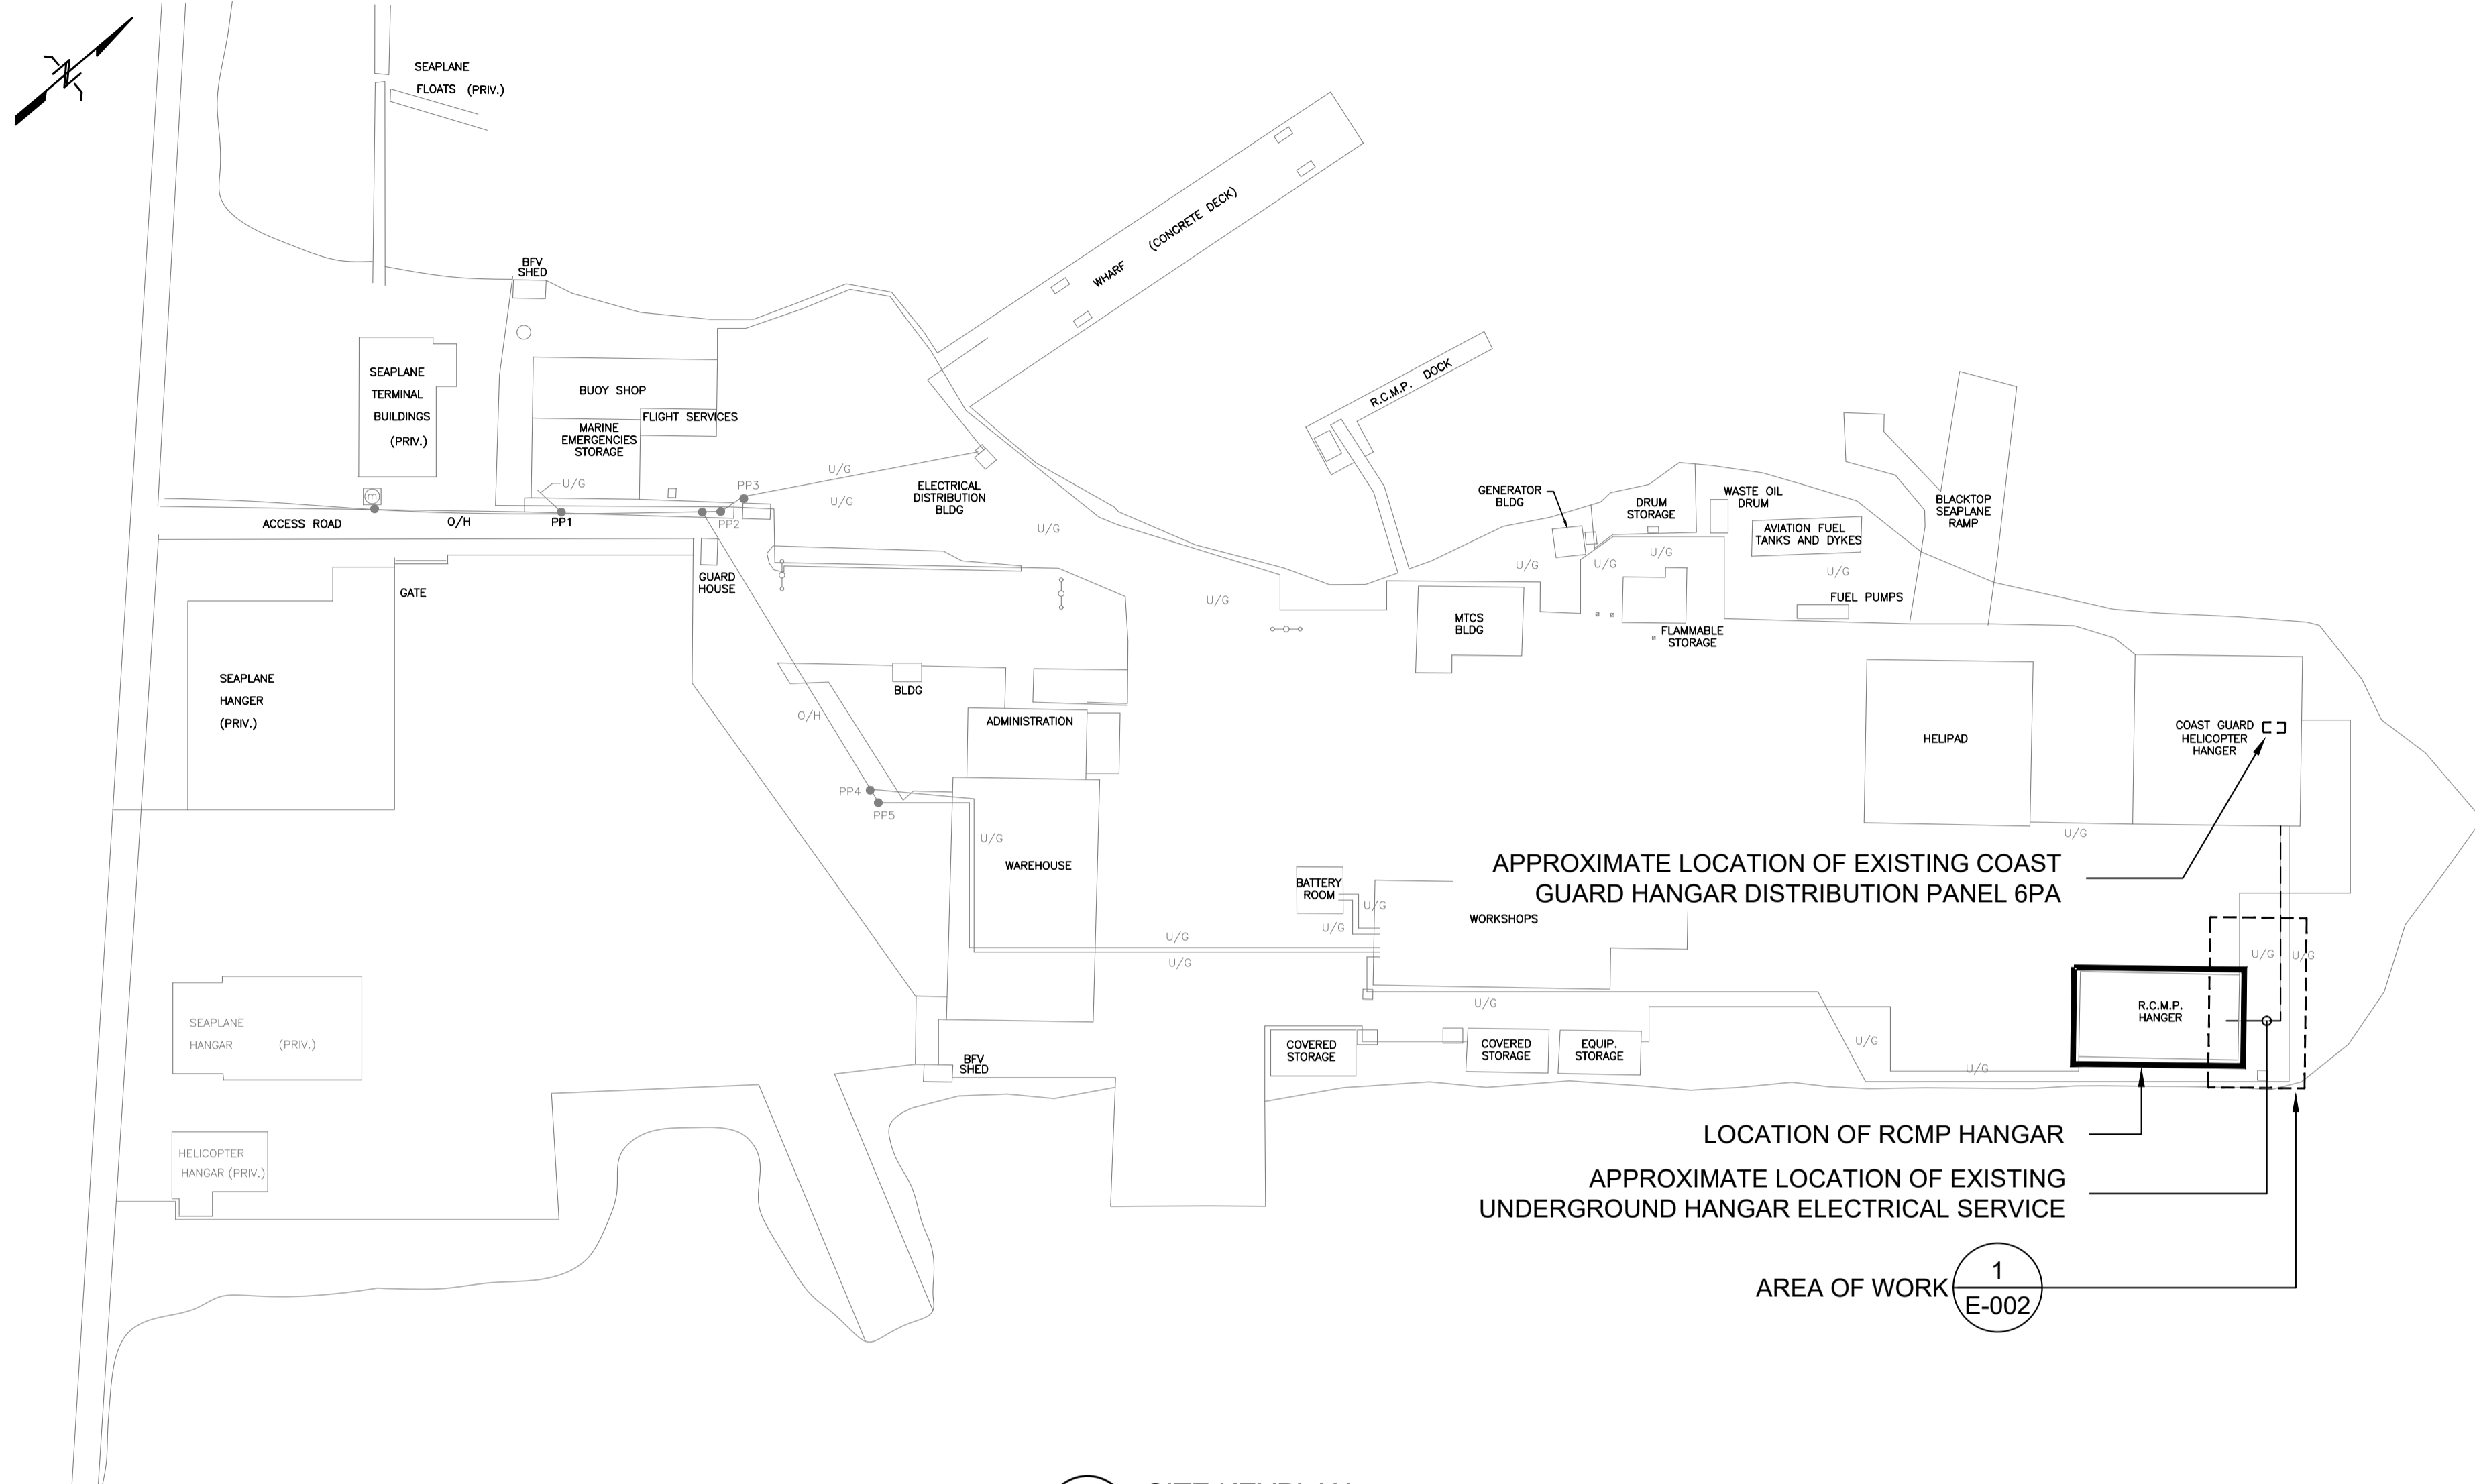 SEAPLANE
FLOATS (PRIV.)
WHARF (CONCRETE DECK)
BFV
SHED
SEAPLANE
TERMINAL
BUILDINGS
(PRIV.)
BUOY SHOP
FLIGHT SERVICES
MARINE
EMERGENCIES
STORAGE
R.C.M.P. DOCK
U/G
U/G
U/G
U/G
PP3
PP2
PP1
m
ACCESS ROAD
O/H
ELECTRICAL
DISTRIBUTION
BLDG
GENERATOR
BLDG
DRUM
STORAGE
WASTE OIL
DRUM
AVIATION FUEL
TANKS AND DYKES
BLACKTOP
SEAPLANE
RAMP
U/G
U/G
U/G
U/G
U/G
FUEL PUMPS
GATE
GUARD
HOUSE
MTCS
BLDG
FLAMMABLE
STORAGE
SEAPLANE
HANGER
(PRIV.)
BLDG
O/H
ADMINISTRATION
HELIPAD
COAST GUARD
HELICOPTER
HANGER
PP4
PP5
U/G
U/G
WAREHOUSE
APPROXIMATE LOCATION OF EXISTING COAST
GUARD HANGAR DISTRIBUTION PANEL 6PA
BATTERY
ROOM
U/G
U/G
WORKSHOPS
U/G
U/G
U/G
U/G
U/G
R.C.M.P.
HANGER
SEAPLANE
HANGAR (PRIV.)
COVERED
STORAGE
COVERED
STORAGE
EQUIP.
STORAGE
U/G
U/G
BFV
SHED
HELICOPTER
HANGAR (PRIV.)
LOCATION OF RCMP HANGAR
APPROXIMATE LOCATION OF EXISTING
UNDERGROUND HANGAR ELECTRICAL SERVICE
AREA OF WORK
1
E-002